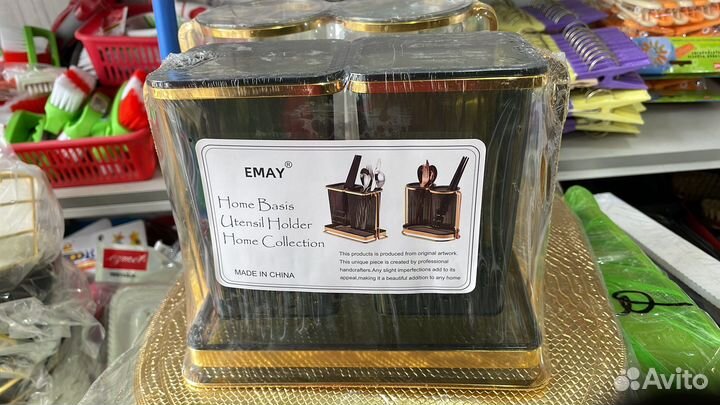 EMAY®
Home Basis
Utensil Holder
Home Collection
MADE IN CHINA
This products is produced from original artwork.
This unique piece is created by professional
handcrafters.Any slight imperfections add to its
appeal,making it a beautiful addition to any home
Avito